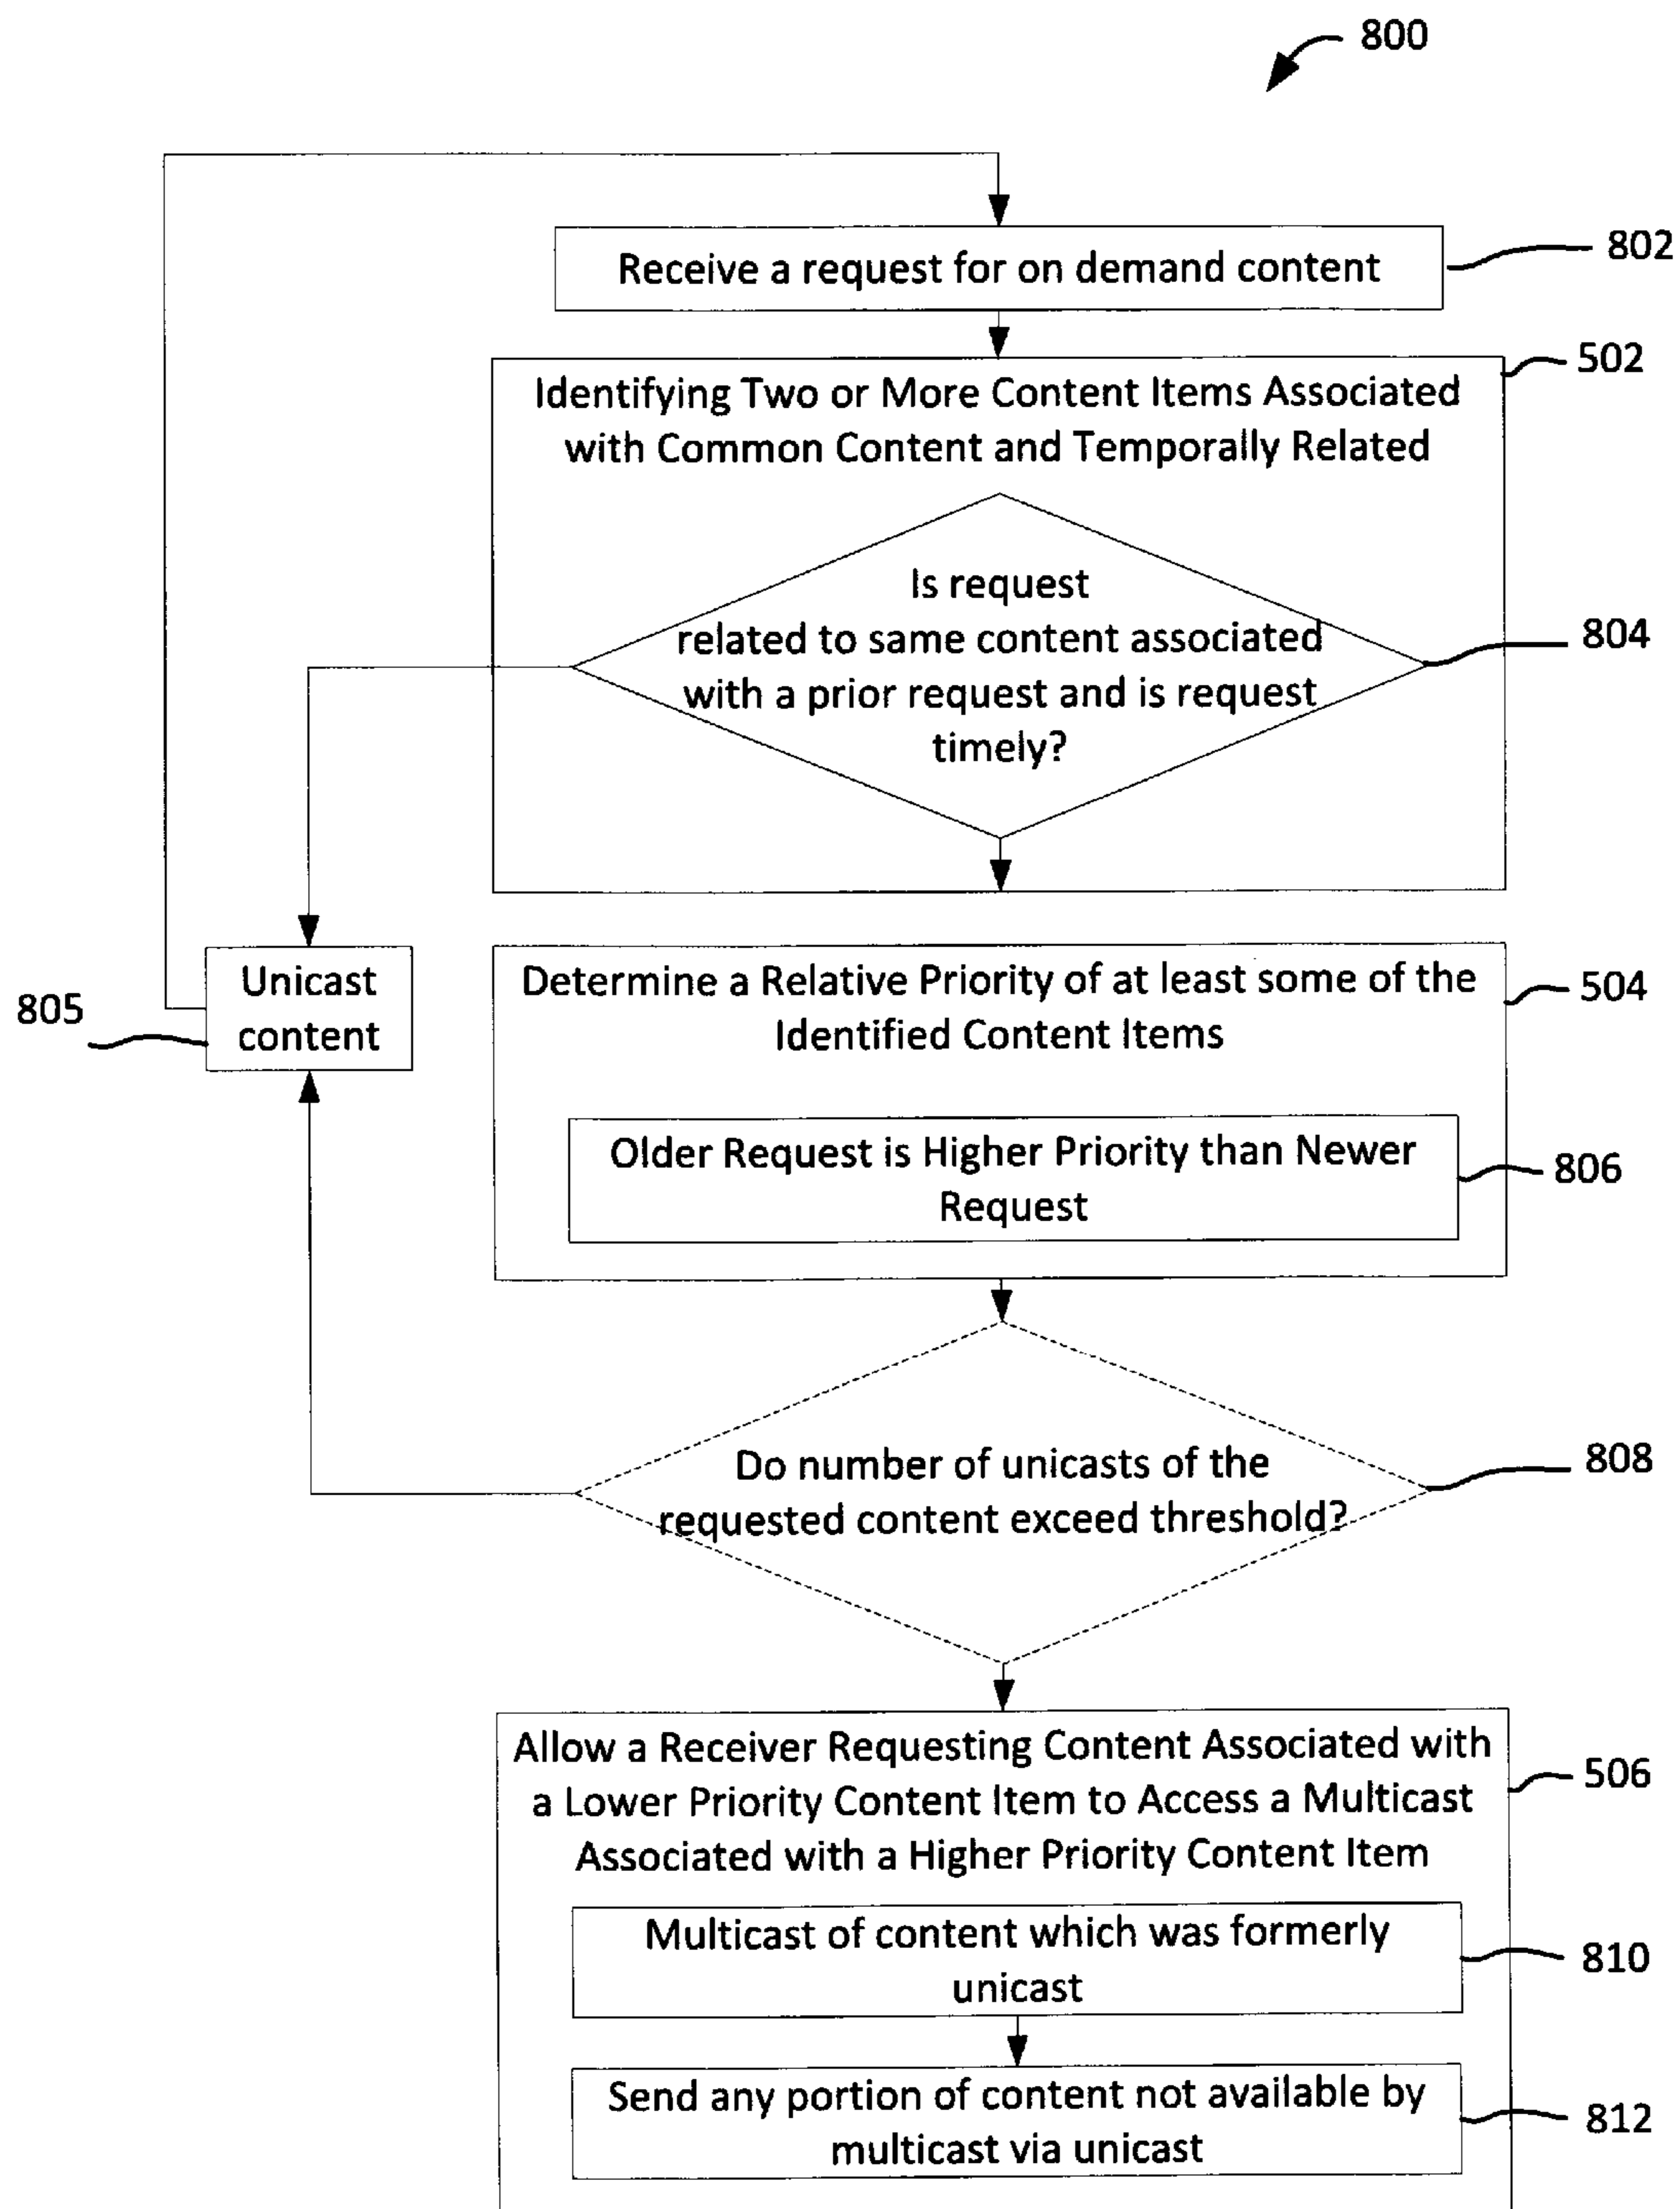 800
Receive a request for on demand content
802
Identifying Two or More Content Items Associated
with Common Content and Temporally Related
502
Is request
related to same content associated
with a prior request and is request
timely?
804
Unicast
content
805
Determine a Relative Priority of at least some of the
Identified Content Items
504
Older Request is Higher Priority than Newer
Request
806
Do number of unicasts of the
requested content exceed threshold?
808
Allow a Receiver Requesting Content Associated with
a Lower Priority Content Item to Access a Multicast
Associated with a Higher Priority Content Item
506
Multicast of content which was formerly
unicast
810
Send any portion of content not available by
multicast via unicast
812